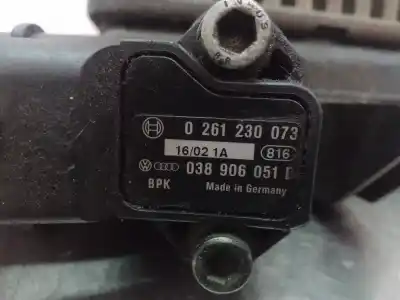 0 261 230 073
16/02 1A
816
038 906 051
BPK Made in Germany